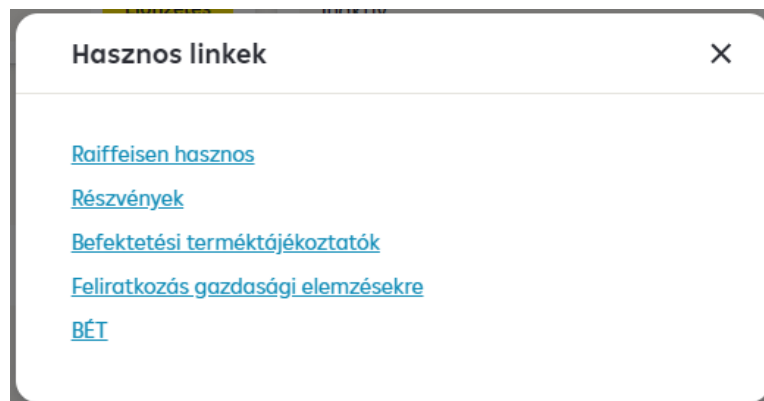 Hasznos linkek
Raiffeisen hasznos
Részvények
Befektetési terméktájékoztatók
Feliratkozás gazdasági elemzésekre
BÉT